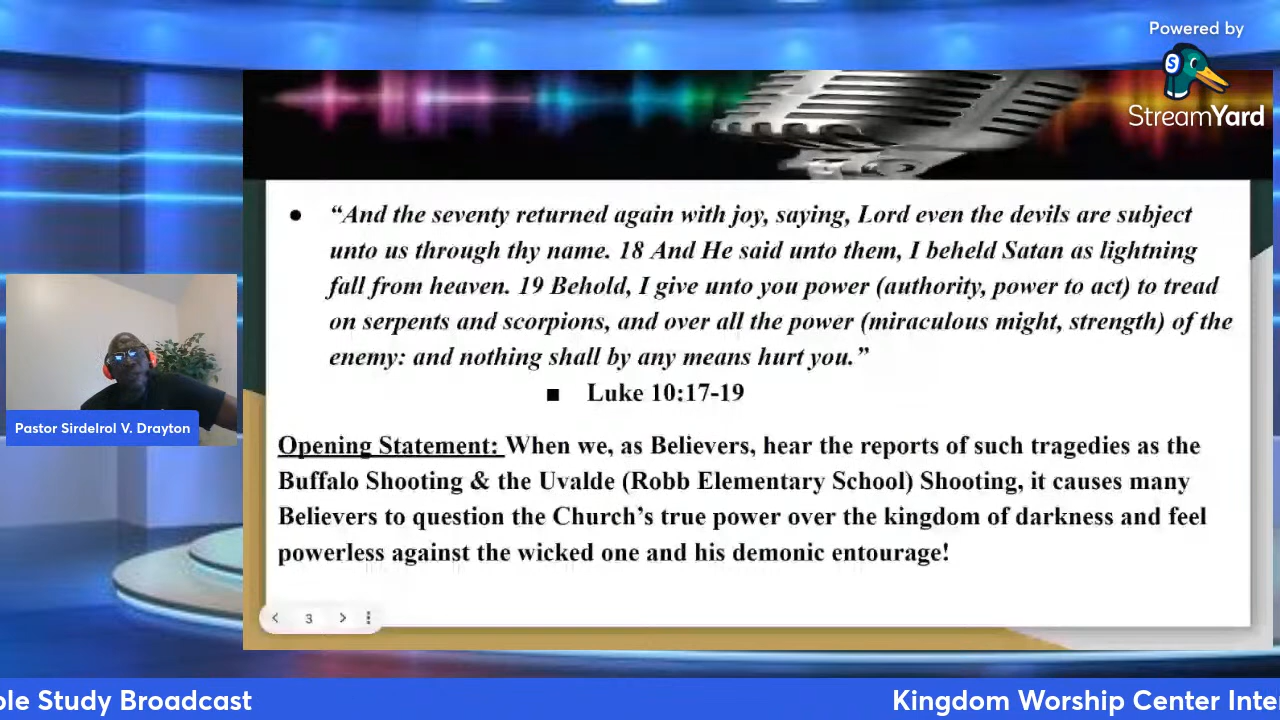 Powered by
S
StreamYard
“And the seventy returned again with joy, saying, Lord even the devils are subject
unto us through thy name. 18 And He said unto them, I beheld Satan as lightning
fall from heaven. 19 Behold, I give unto you power (authority, power to act) to tread
on serpents and scorpions, and over all the power (miraculous might, strength) of the
enemy: and nothing shall by any means hurt you.”
Luke 10:17-19
Opening Statement: When we, as Believers, hear the reports of such tragedies as the
Buffalo Shooting & the Uvalde (Robb Elementary School) Shooting, it causes many
Believers to question the Church’s true power over the kingdom of darkness and feel
powerless against the wicked one and his demonic entourage!
Pastor Sirdelrol V. Drayton
3
ble Study Broadcast
Kingdom Worship Center Inter